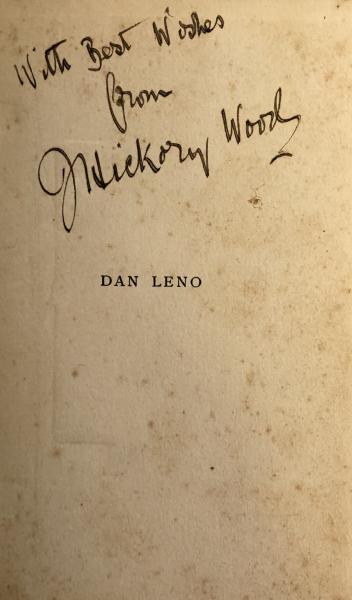 With Best Wishes
from
J Hickory Wood
DAN LENO